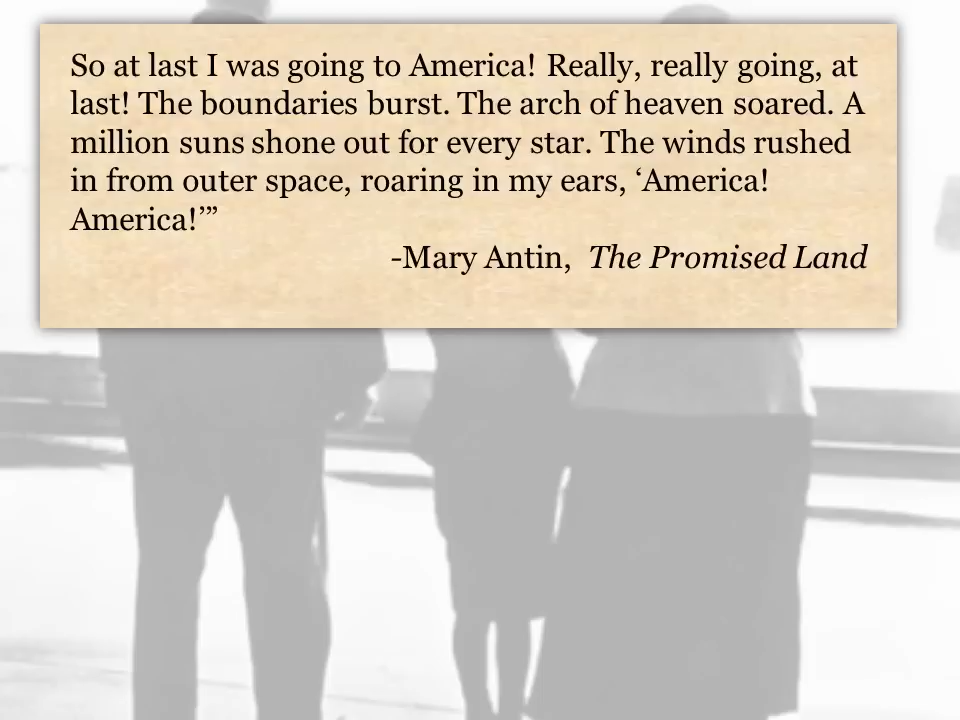 So at last I was going to America! Really, really going, at
last! The boundaries burst. The arch of heaven soared. A
million suns shone out for every star. The winds rushed
in from outer space, roaring in my ears, ‘America!
America!’”
-Mary Antin, The Promised Land